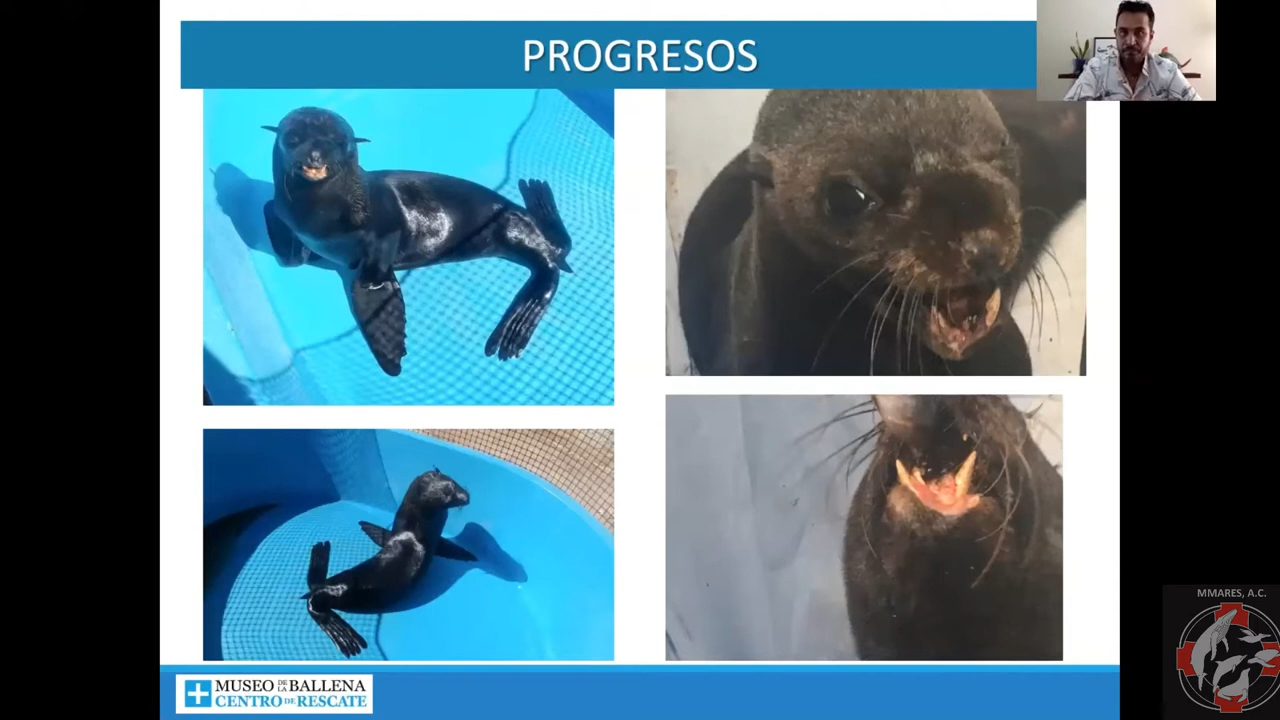 PROGRESOS
MUSEO DE LA BALLENA
CENTRO DE RESCATE
MMARES, A.C.